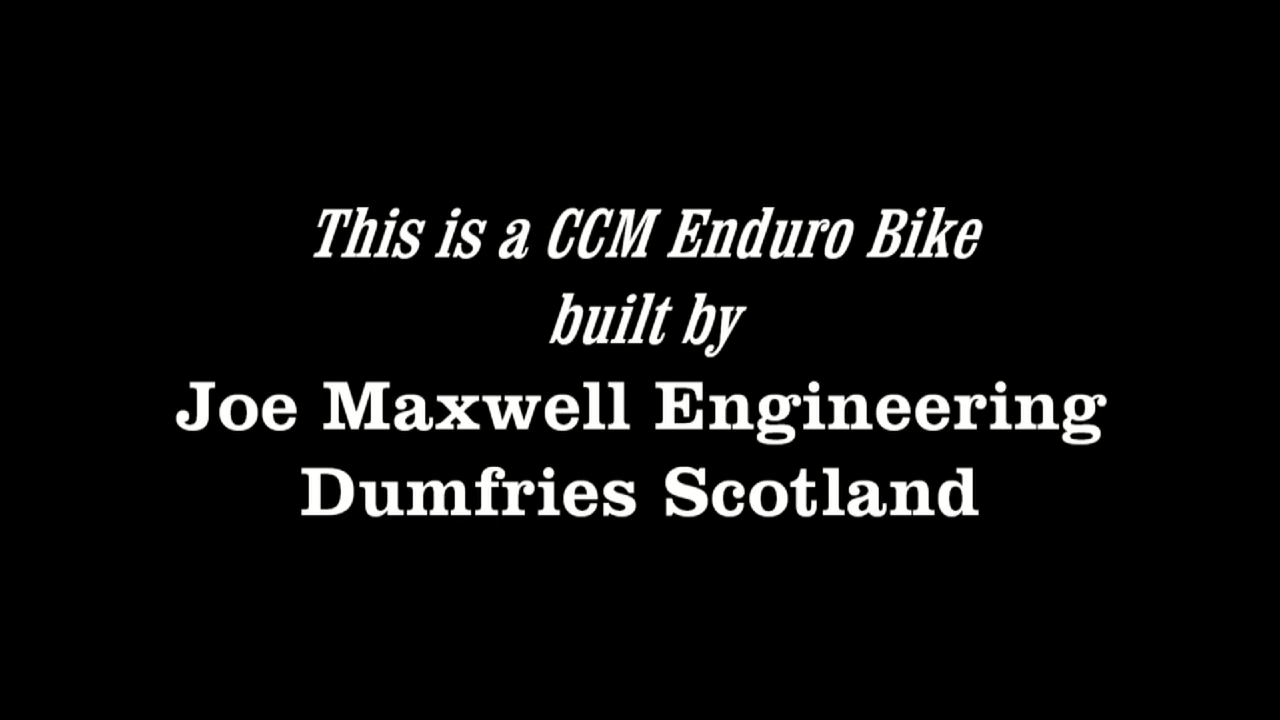 This is a CCM Enduro Bike
built by
Joe Maxwell Engineering
Dumfries Scotland